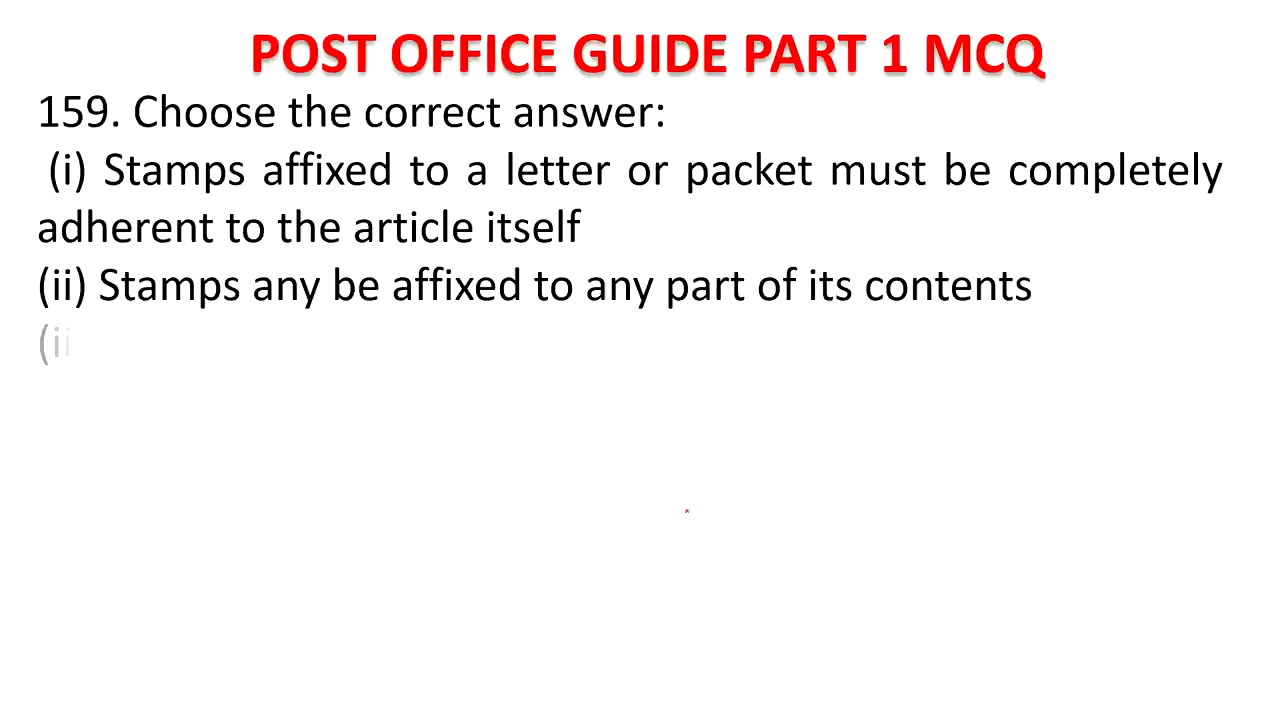 POST OFFICE GUIDE PART 1 MCQ
159. Choose the correct answer:
(i) Stamps affixed to a letter or packet must be completely
adherent to the article itself
(ii) Stamps any be affixed to any part of its contents
(ii